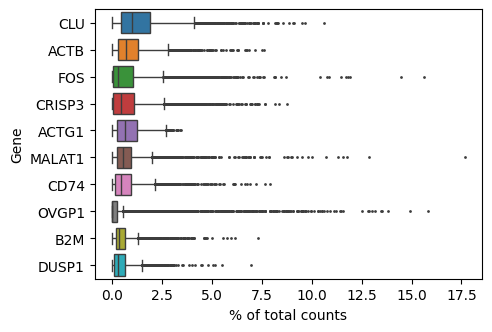 CLU
ACTB
FOS
CRISP3
ACTG1
MALAT1
CD74
OVGP1
B2M
DUSP1
Gene
0.0 2.5 5.0 7.5 10.0 12.5 15.0 17.5
% of total counts